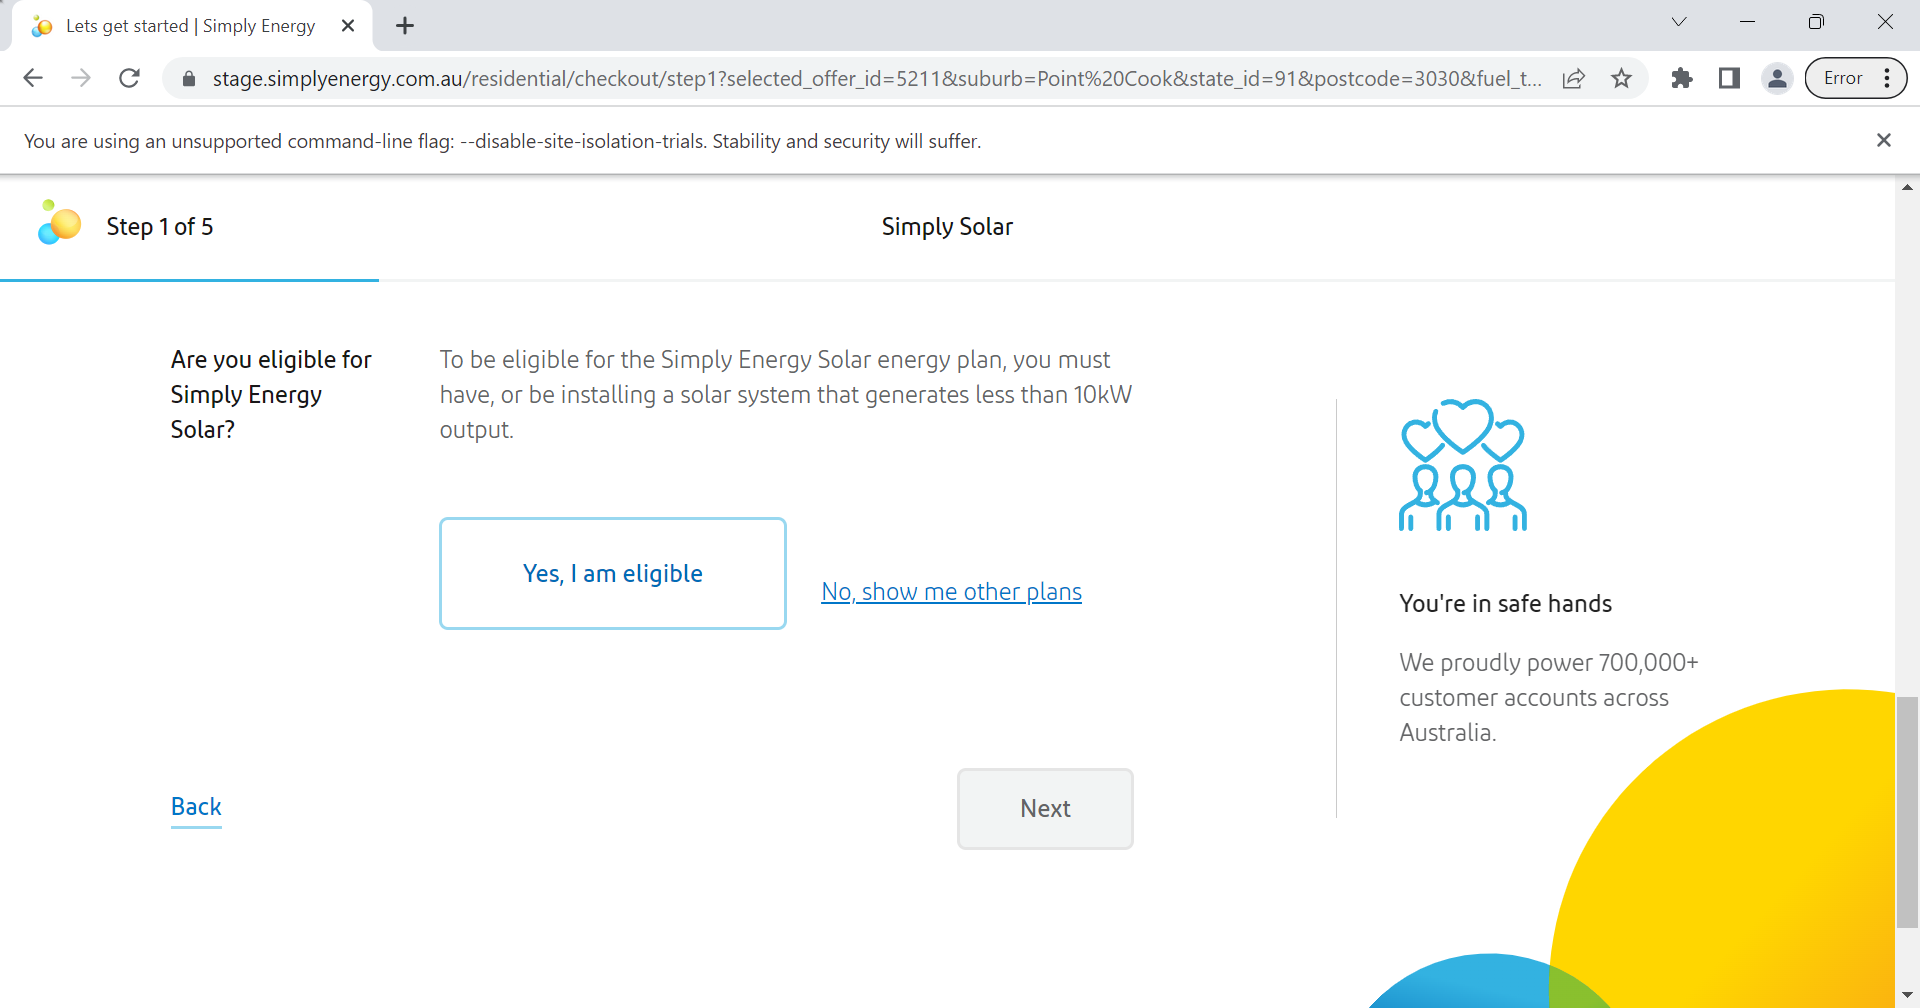 Lets get started | Simply Energy
stage.simplyenergy.com.au/residential/checkout/step1?selected_offer_id=5211&suburb=Point%20Cook&state_id=91&postcode=3030&fuel_t...
Error
You are using an unsupported command-line flag: --disable-site-isolation-trials. Stability and security will suffer.
Step 1 of 5
Simply Solar
Are you eligible for
Simply Energy
Solar?
To be eligible for the Simply Energy Solar energy plan, you must
have, or be installing a solar system that generates less than 10kW
output.
Yes, I am eligible
No, show me other plans
You're in safe hands
We proudly power 700,000+
customer accounts across
Australia.
Back
Next